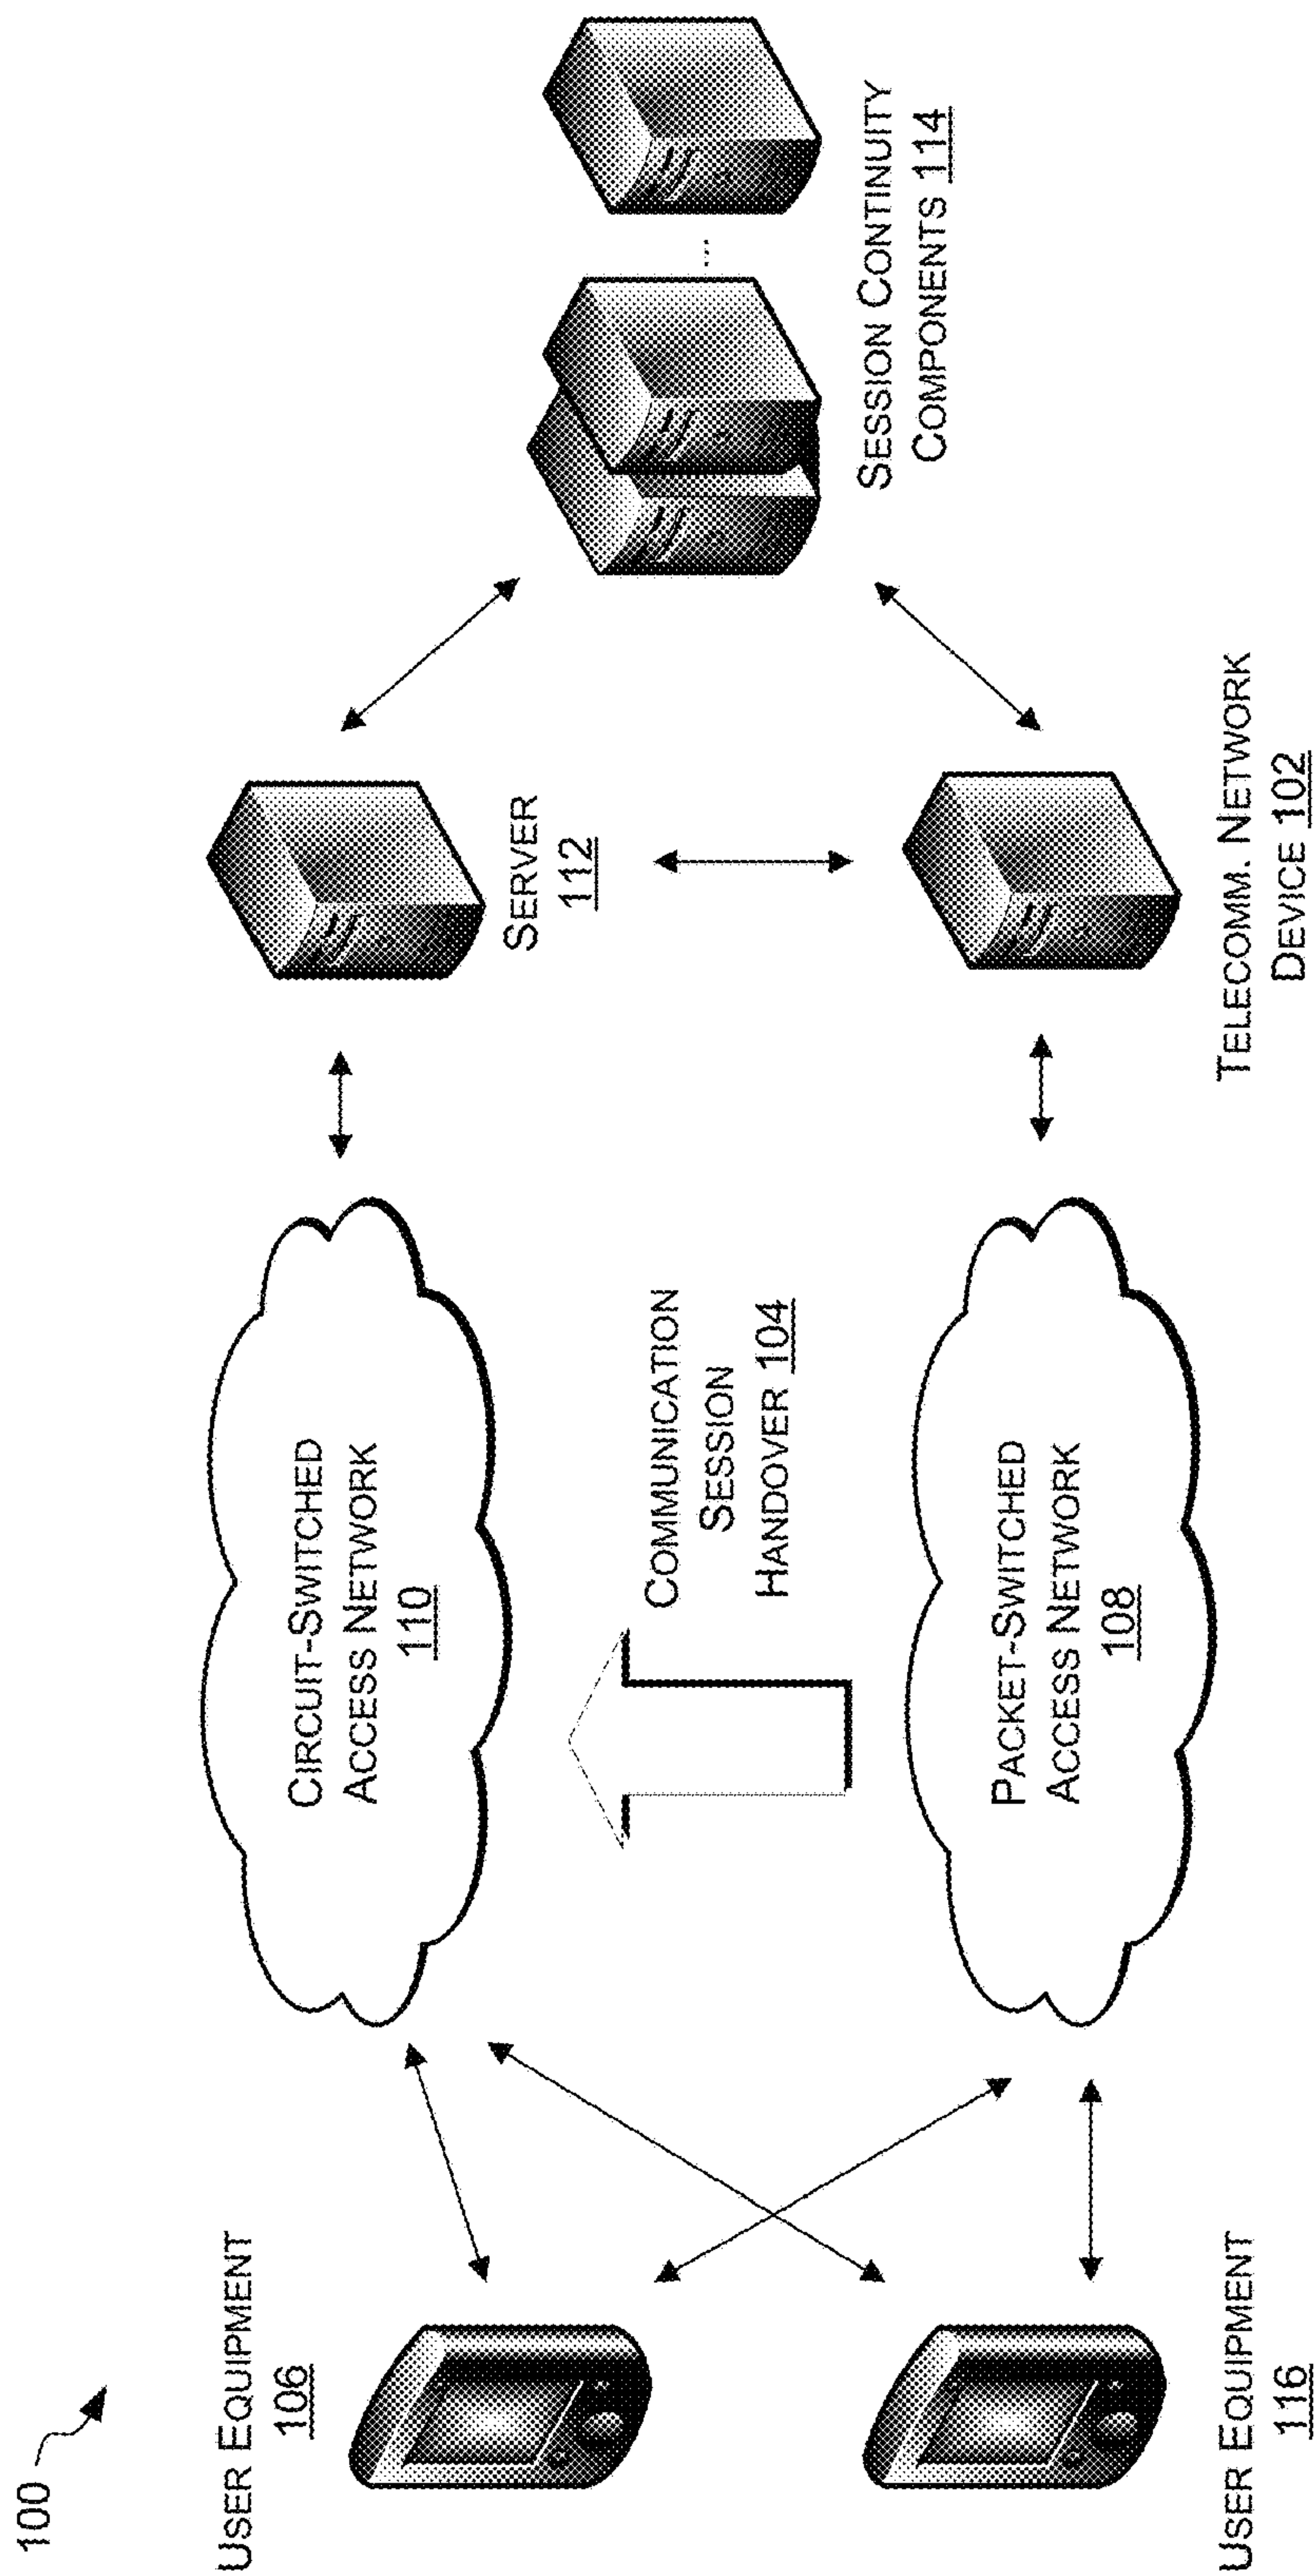 100
USER EQUIPMENT
106
CIRCUIT-SWITCHED
ACCESS NETWORK
110
SERVER
112
COMMUNICATION
SESSION
HANDOVER 104
SESSION CONTINUITY
COMPONENTS 114
PACKET-SWITCHED
ACCESS NETWORK
108
USER EQUIPMENT
116
TELECOMM. NETWORK
DEVICE 102